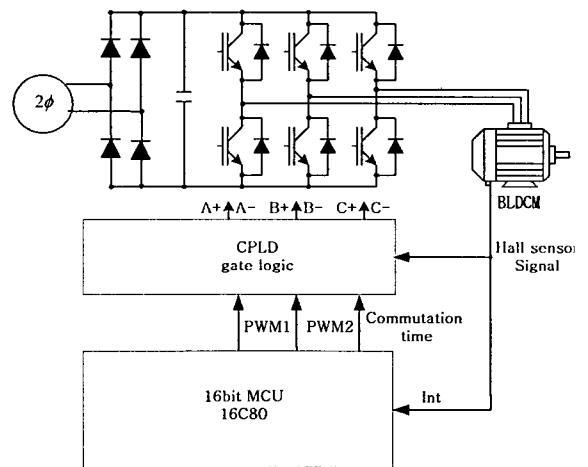 2ϕ
BLDCM
A+ A- B+ B- C+ C-
CPLD
gate logic
Hall sensor
Signal
PWM1 PWM2 Commutation
time
16bit MCU
16C80
Int